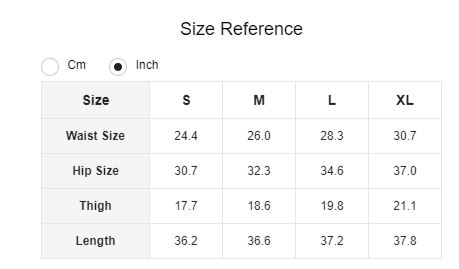 Size Reference
Cm Inch
Size S M L XL
Waist Size 24.4 26.0 28.3 30.7
Hip Size 30.7 32.3 34.6 37.0
Thigh 17.7 18.6 19.8 21.1
Length 36.2 36.6 37.2 37.8